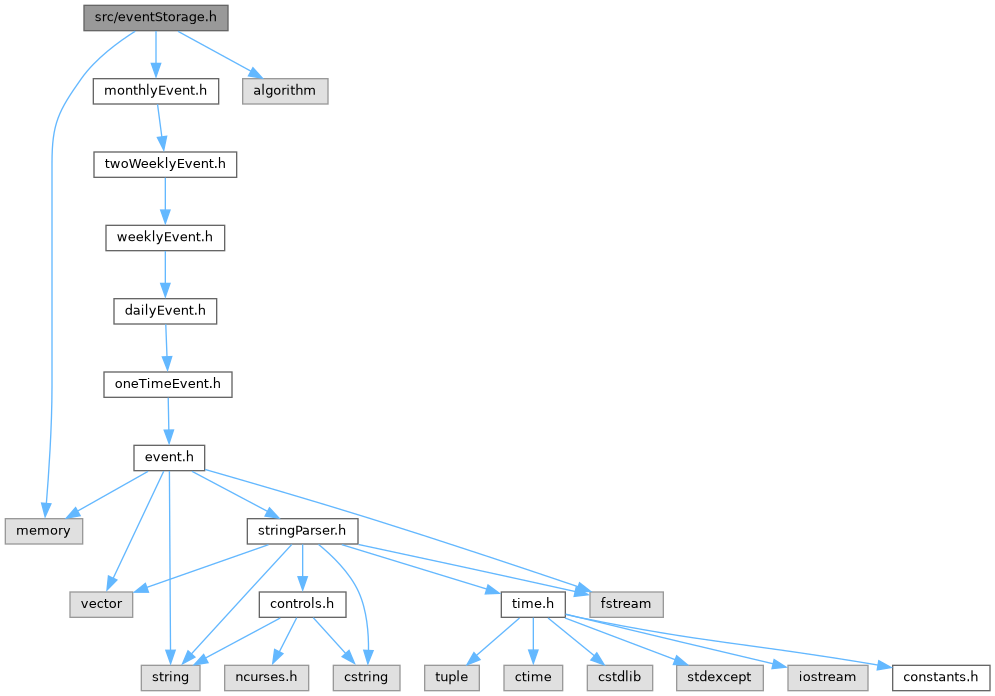 src/eventStorage.h
monthlyEvent.h
algorithm
twoWeeklyEvent.h
weeklyEvent.h
dailyEvent.h
oneTimeEvent.h
event.h
memory
stringParser.h
vector
controls.h
time.h
fstream
string
ncurses.h
cstring
tuple
ctime
cstdlib
stdexcept
iostream
constants.h